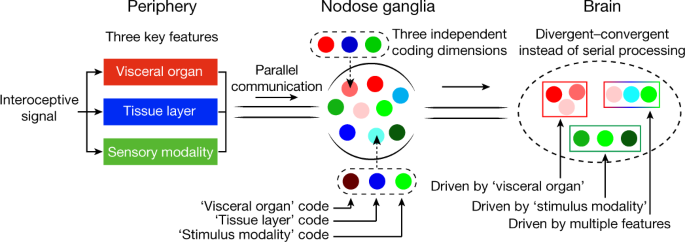 Periphery
Nodose ganglia
Brain
Three key features
Visceral organ
Tissue layer
Sensory modality
Interoceptive
signal
Parallel
communication
Three independent
coding dimensions
Divergent–convergent
instead of serial processing
‘Visceral organ’ code
‘Tissue layer’ code
‘Stimulus modality’ code
Driven by ‘visceral organ’
Driven by ‘stimulus modality’
Driven by multiple features